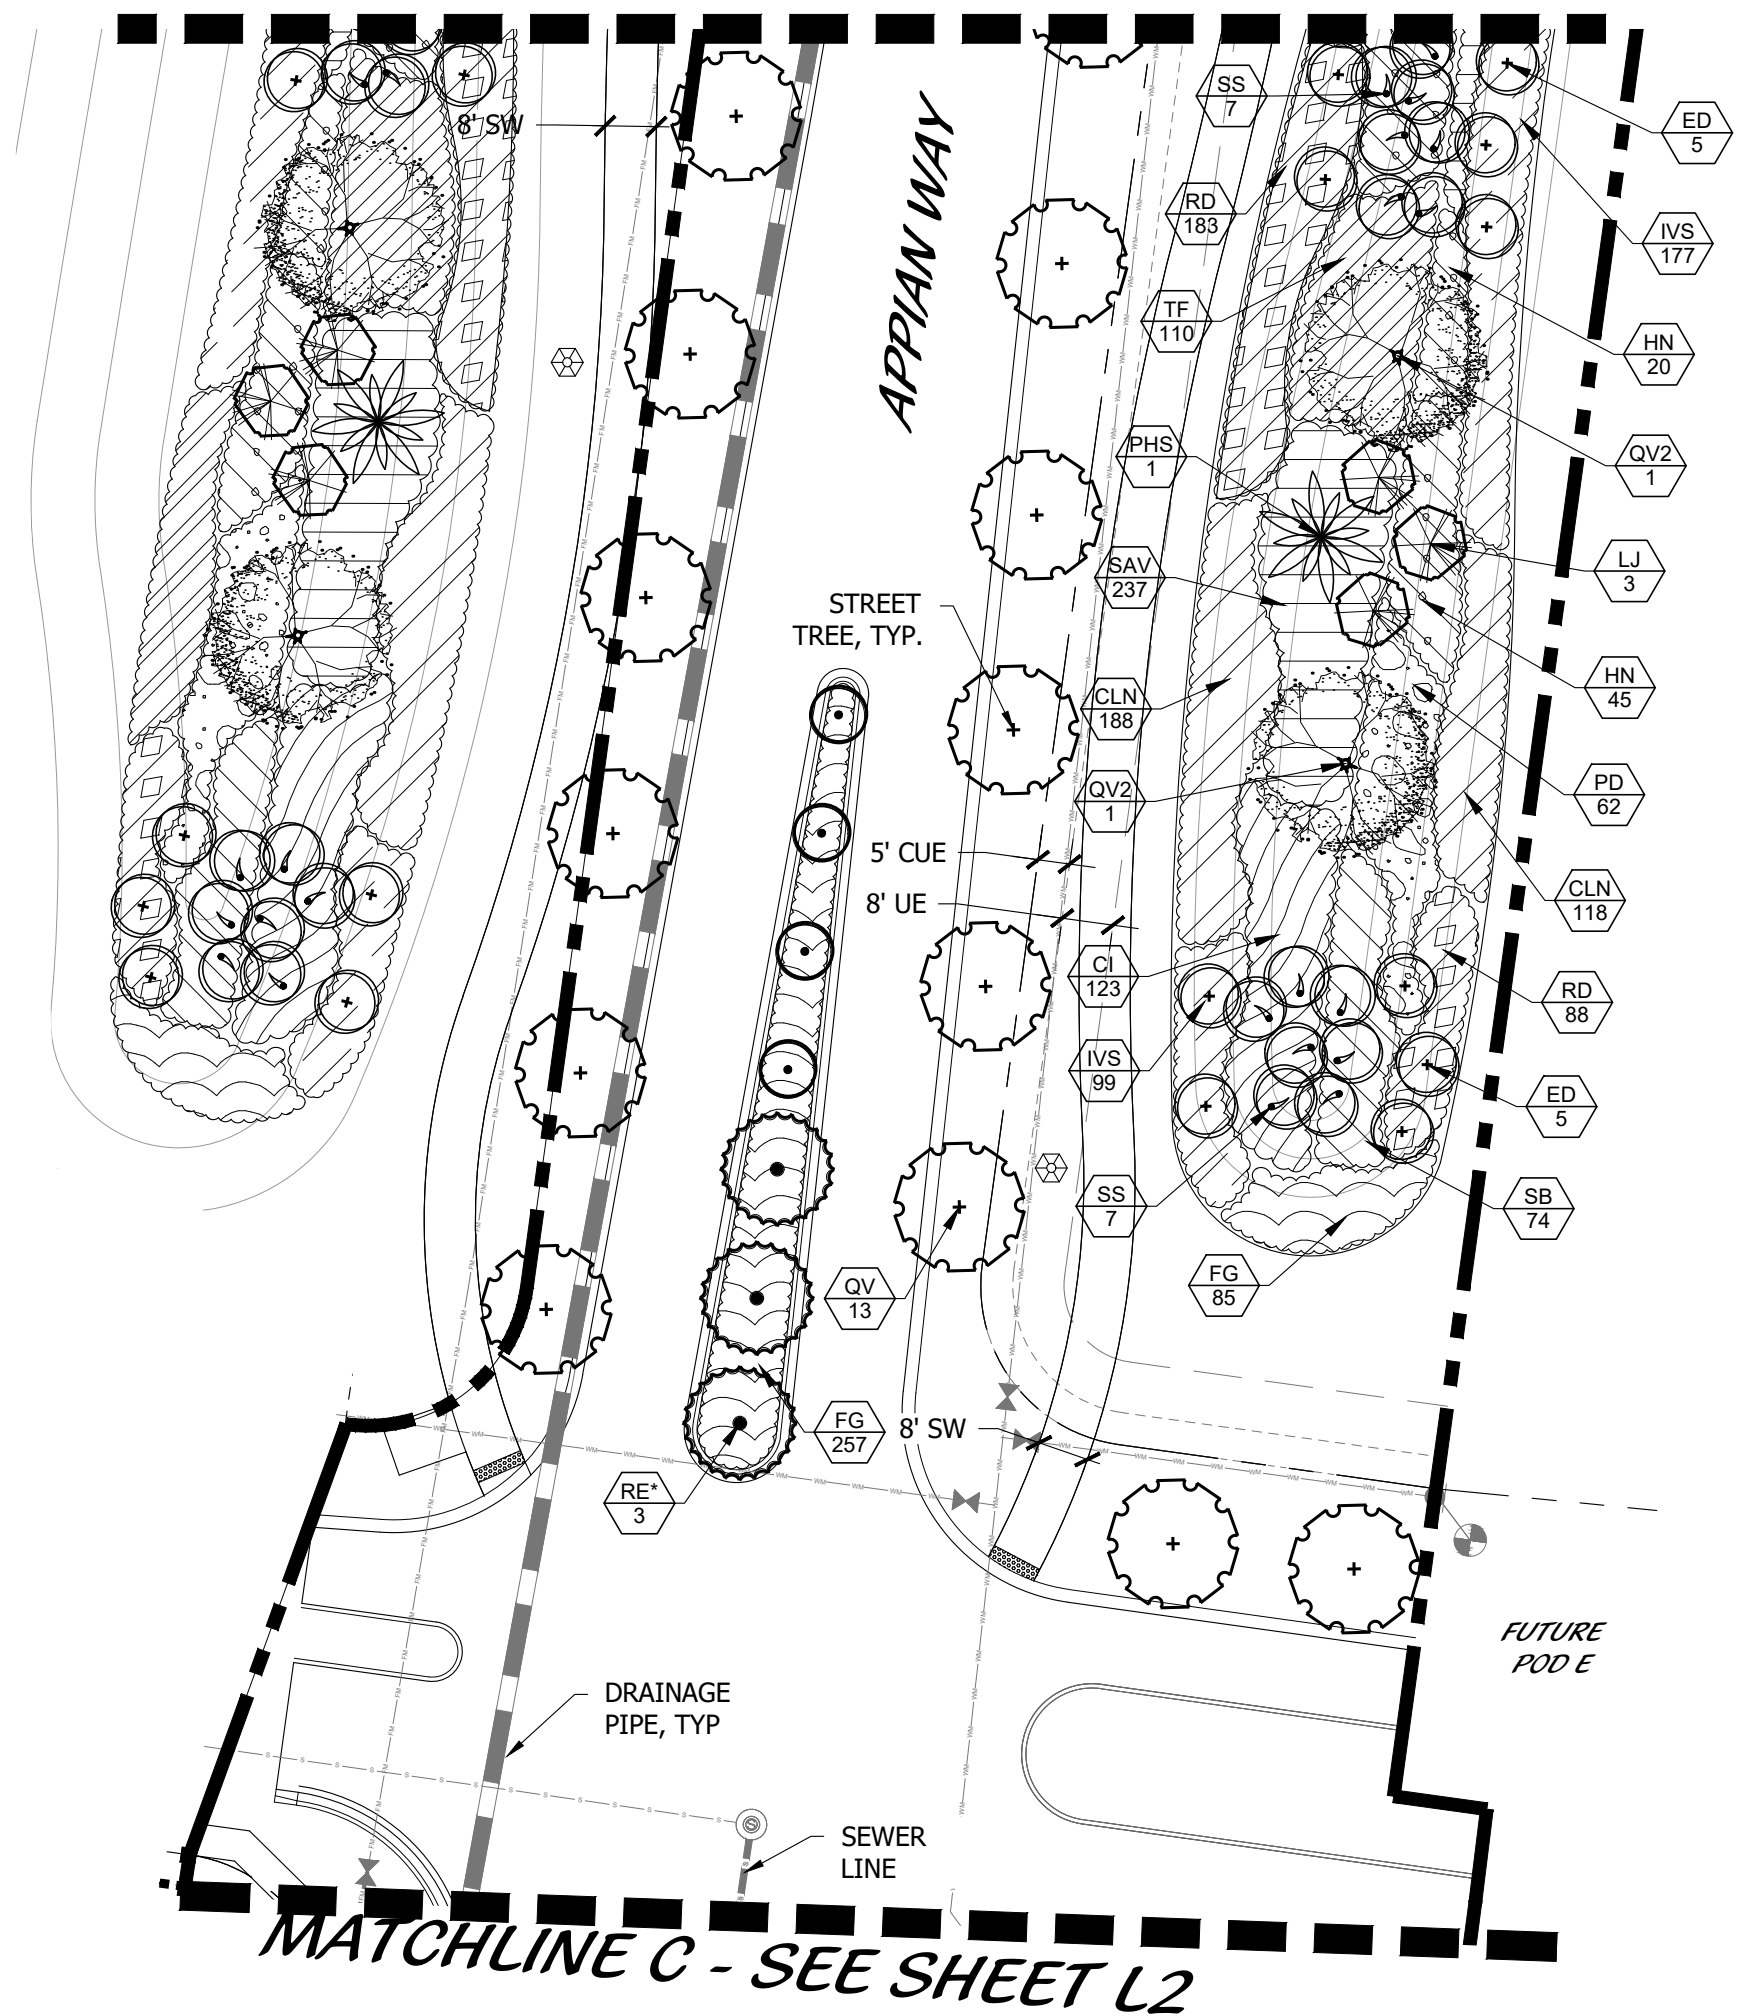 8' SW
APPIAN WAY
SS
7
ED
5
RD
183
IVS
177
TF
110
HN
20
PHS
1
QV2
1
SAV
237
LJ
3
STREET
TREE, TYP.
CLN
188
HN
45
QV2
1
PD
62
5' CUE
8' UE
CLN
118
CI
123
RD
88
IVS
99
ED
5
SS
7
SB
74
QV
13
FG
85
FG
257
8' SW
RE*
3
FUTURE
POD E
DRAINAGE
PIPE, TYP
SEWER
LINE
MATCHLINE C - SEE SHEET L2